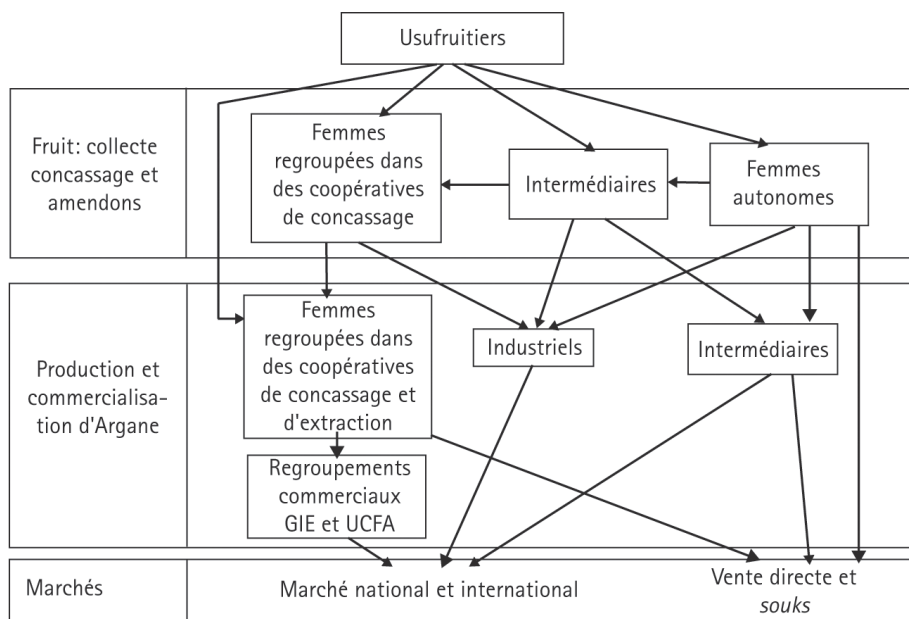 Usufruitiers
Fruit: collecte
concassage et
amendons
Femmes
regroupées dans
des coopératives
de concassage
Intermédiaires
Femmes
autonomes
Production et
commercialisa-
tion d'Argane
Femmes
regroupées dans
des coopératives
de concassage et
d'extraction
Industriels
Intermédiaires
Regroupements
commerciaux
GIE et UCFA
Marchés
Marché national et international
Vente directe et
souks